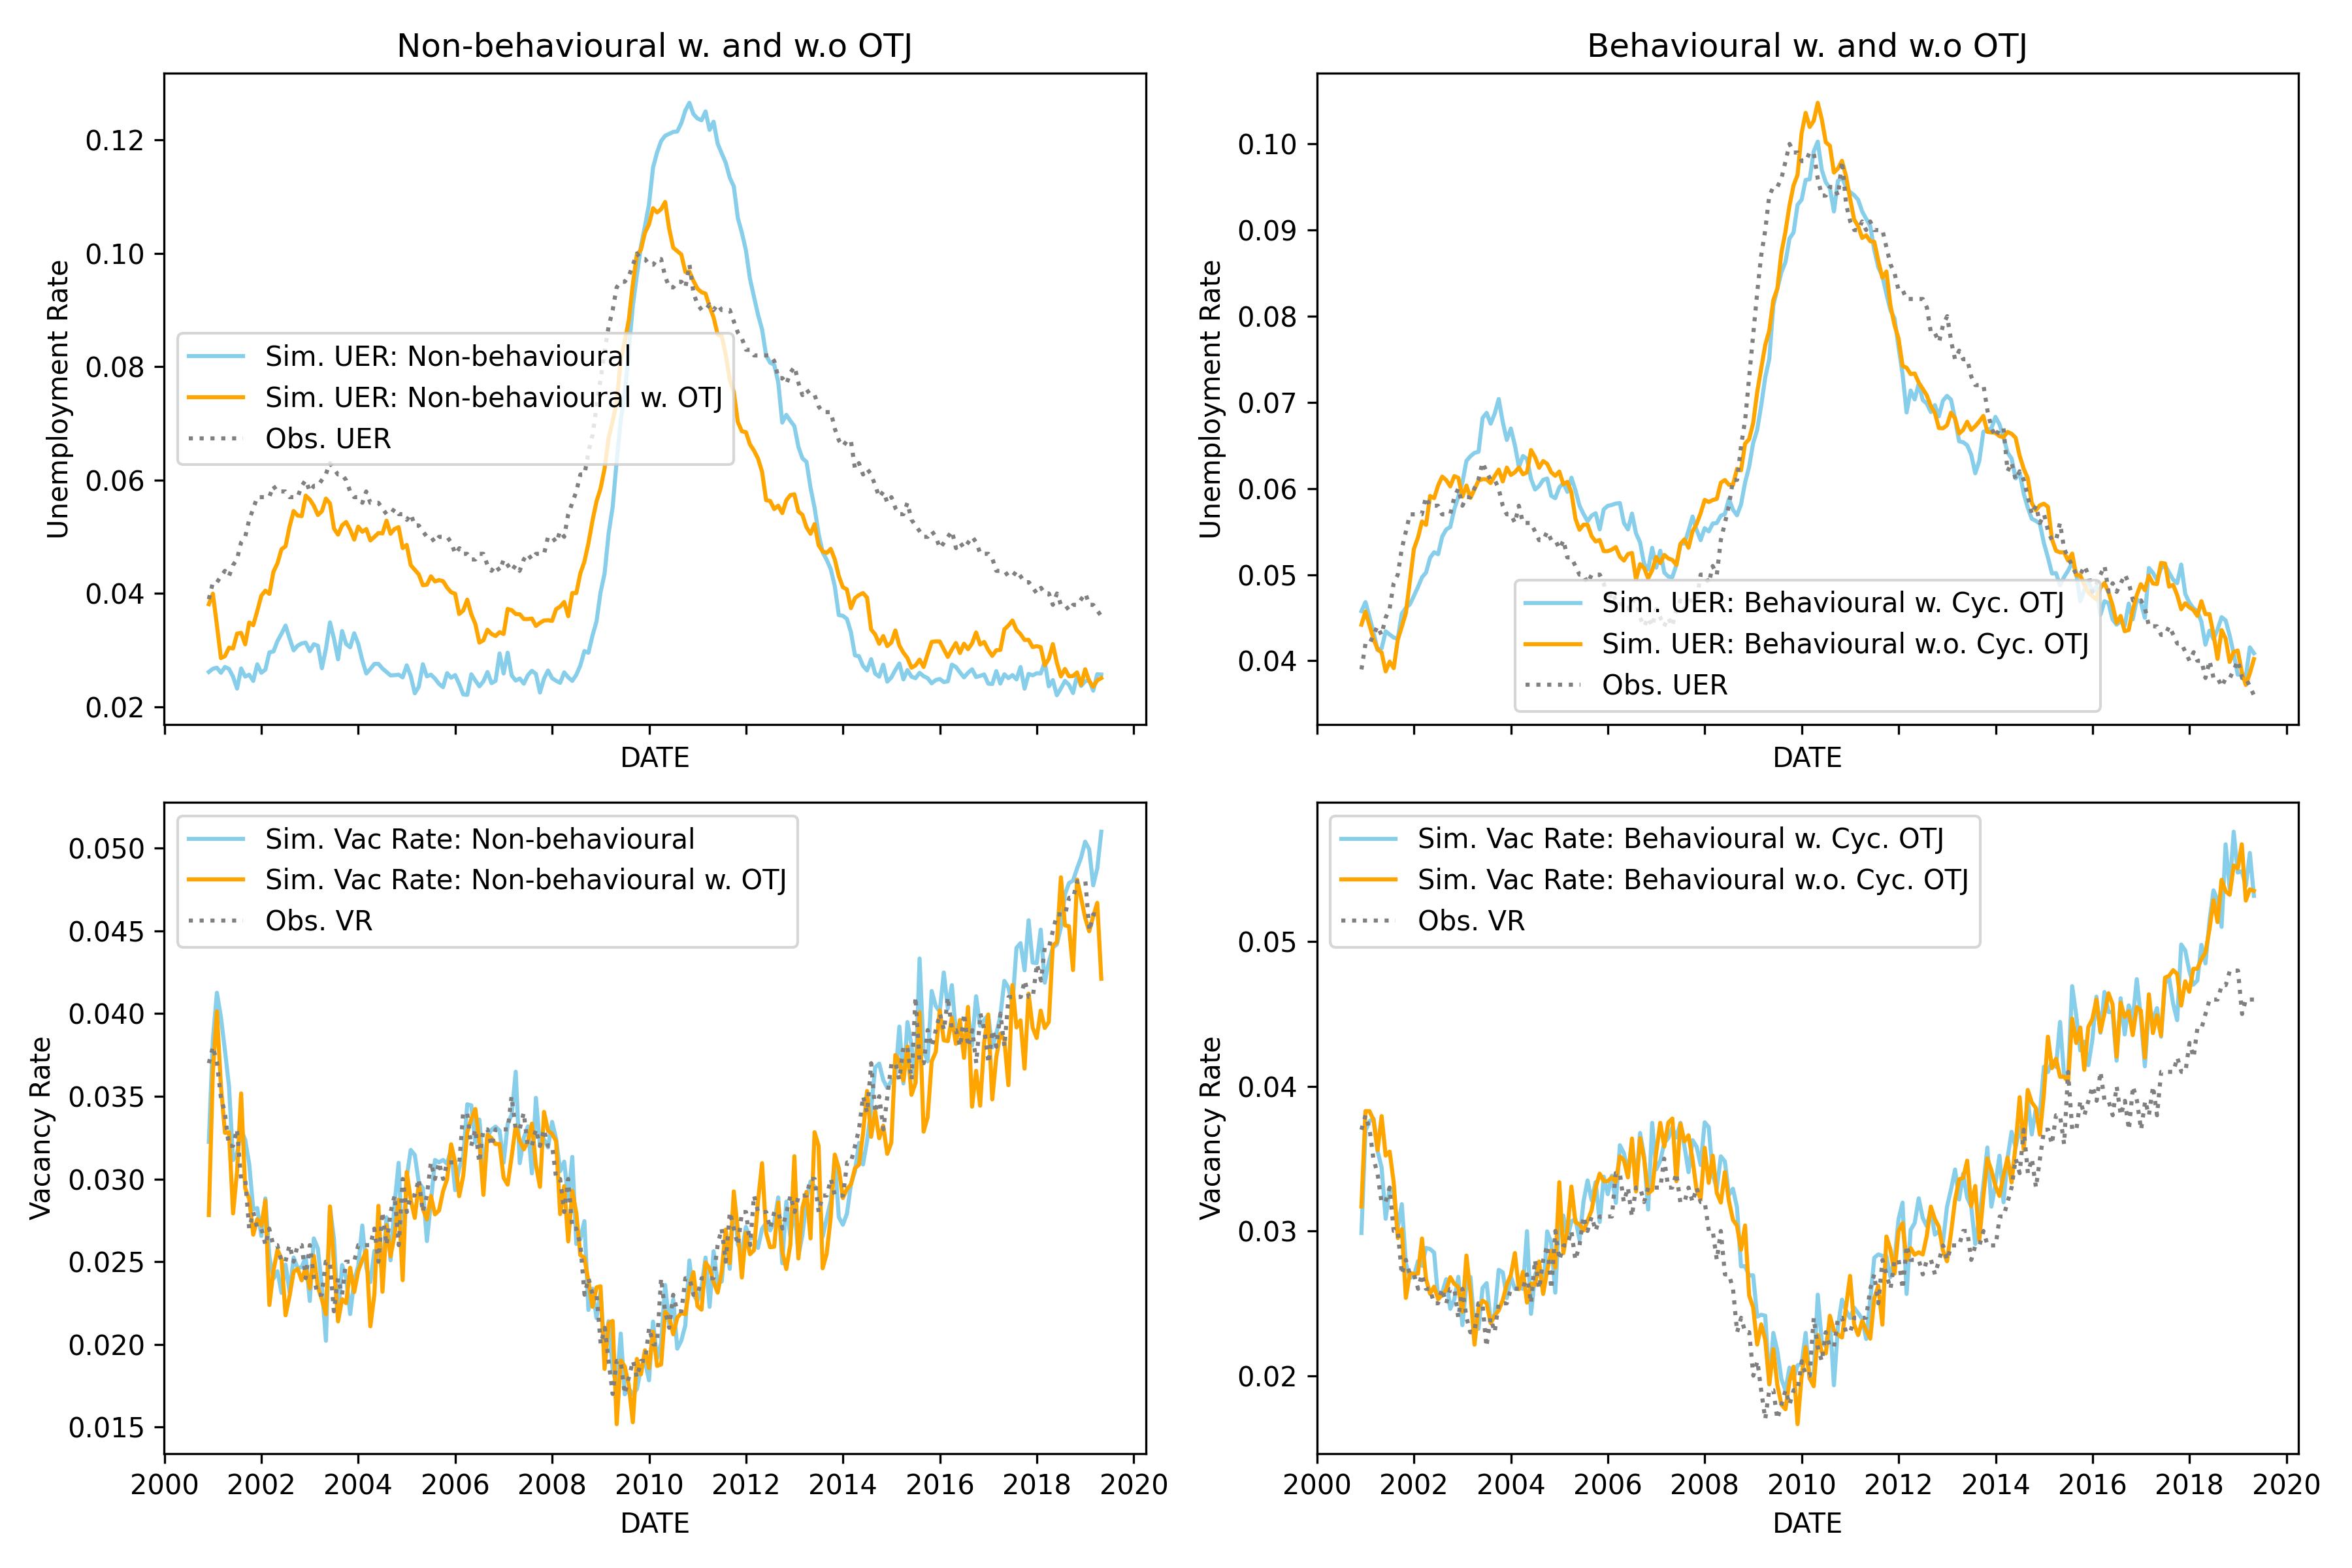 Non-behavioural w. and w.o OTJ
0.12
0.10
0.08
0.06
0.04
0.02
Unemployment Rate
Sim. UER: Non-behavioural
Sim. UER: Non-behavioural w. OTJ
Obs. UER
DATE
Behavioural w. and w.o OTJ
0.10
0.09
0.08
0.07
0.06
0.05
0.04
Unemployment Rate
Sim. UER: Behavioural w. Cyc. OTJ
Sim. UER: Behavioural w.o. Cyc. OTJ
Obs. UER
DATE
0.050
0.045
0.040
0.035
0.030
0.025
0.020
0.015
Vacancy Rate
Sim. Vac Rate: Non-behavioural
Sim. Vac Rate: Non-behavioural w. OTJ
Obs. VR
2000 2002 2004 2006 2008 2010 2012 2014 2016 2018 2020
DATE
0.05
0.04
0.03
0.02
Vacancy Rate
Sim. Vac Rate: Behavioural w. Cyc. OTJ
Sim. Vac Rate: Behavioural w.o. Cyc. OTJ
Obs. VR
2000 2002 2004 2006 2008 2010 2012 2014 2016 2018 2020
DATE